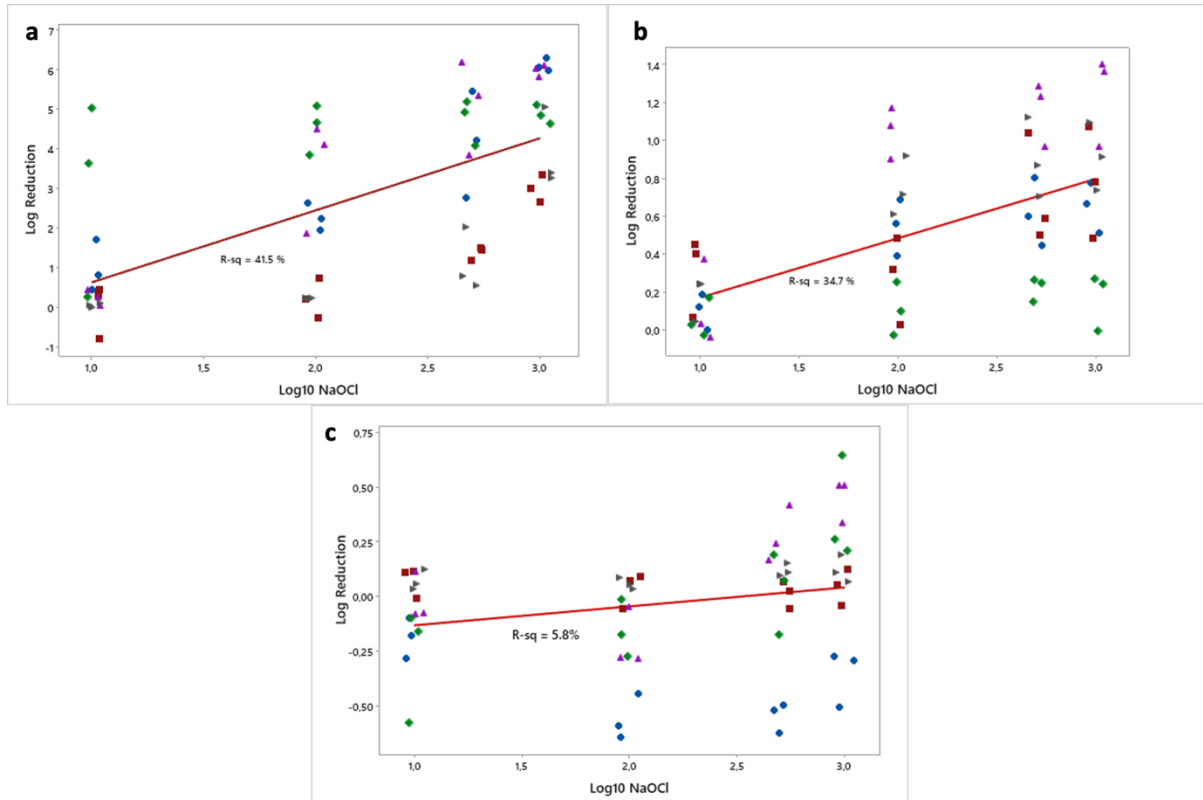 a
Log Reduction
7
6
5
4
3
2
1
0
-1
R-sq = 41.5 %
1,0 1,5 2,0 2,5 3,0
Log10 NaOCl
b
Log Reduction
1,4
1,2
1,0
0,8
0,6
0,4
0,2
0,0
R-sq = 34.7 %
1,0 1,5 2,0 2,5 3,0
Log10 NaOCl
c
Log Reduction
0,75
0,50
0,25
0,00
-0,25
-0,50
R-sq = 5.8%
1,0 1,5 2,0 2,5 3,0
Log10 NaOCl